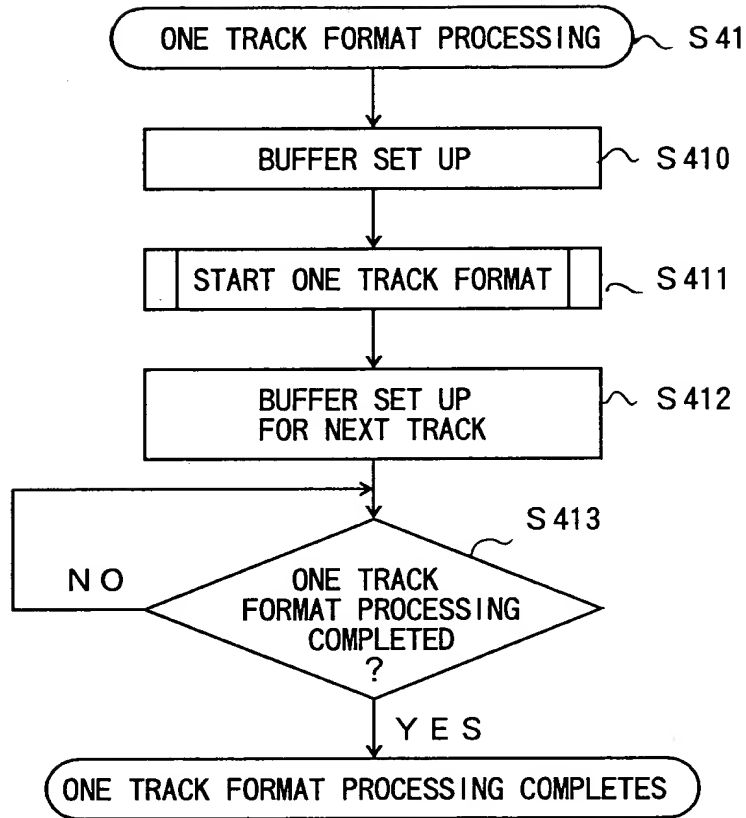 ONE TRACK FORMAT PROCESSING S41
BUFFER SET UP S410
START ONE TRACK FORMAT S411
BUFFER SET UP S412
FOR NEXT TRACK
S413
NO
ONE TRACK
FORMAT PROCESSING
COMPLETED
?
YES
ONE TRACK FORMAT PROCESSING COMPLETES